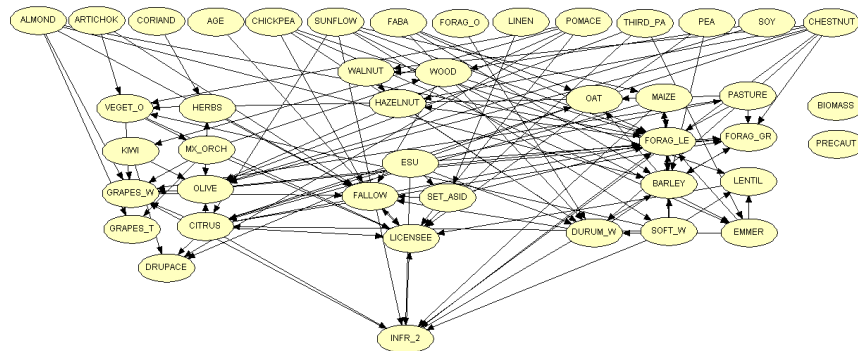 ALMOND
ARTICHOK
CORIAND
AGE
CHICKPEA
SUNFLOW
FABA
FORAG_O
LINEN
POMACE
THIRD_PA
PEA
SOY
CHESTNUT
WALNUT
WOOD
VEGET_O
HERBS
HAZELNUT
OAT
MAIZE
PASTURE
BIOMASS
KIWI
MX_ORCH
FORAG_LE
FORAG_GR
PRECAUT
ESU
GRAPES_W
OLIVE
FALLOW
SET_ASID
BARLEY
LENTIL
GRAPES_T
CITRUS
LICENSEE
DURUM_W
SOFT_W
EMMER
DRUPACE
INFR_2